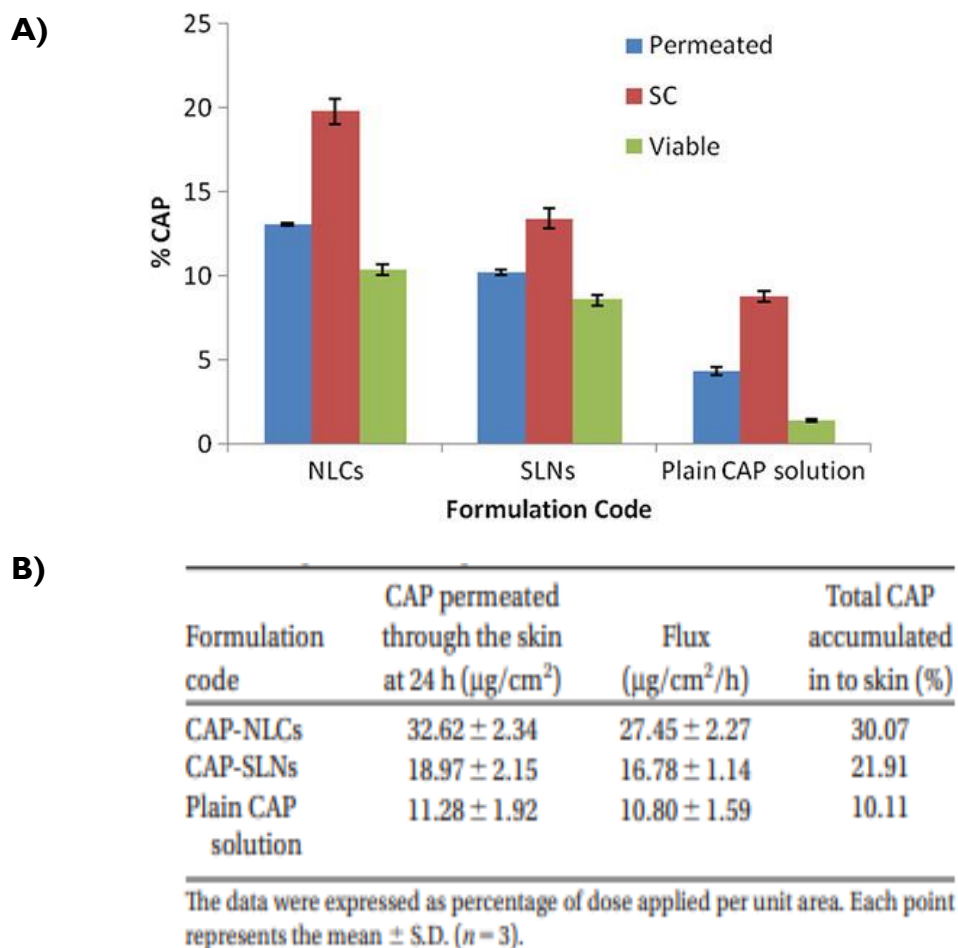 A)
25
20
15
10
5
0
% CAP
Permeated
SC
Viable
NLCs SLNs Plain CAP solution
Formulation Code
B)
CAP permeated Total CAP
Formulation through the skin Flux accumulated
code at 24 h (μg/cm²) (μg/cm²/h) in to skin (%)
CAP-NLCs 32.62 ± 2.34 27.45 ± 2.27 30.07
CAP-SLNs 18.97 ± 2.15 16.78 ± 1.14 21.91
Plain CAP 11.28 ± 1.92 10.80 ± 1.59 10.11
solution
The data were expressed as percentage of dose applied per unit area. Each point
represents the mean ± S.D. (n = 3).